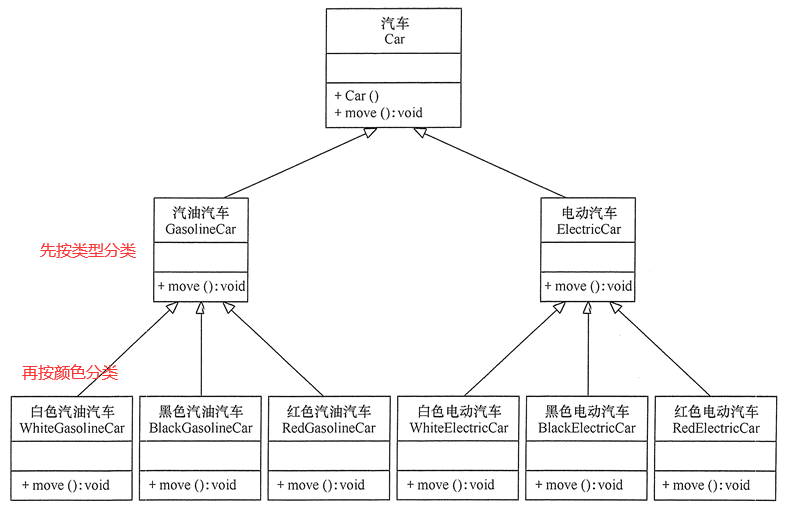 汽车
Car
+ Car ()
+ move () : void
汽油汽车
GasolineCar
+ move () : void
电动汽车
ElectricCar
+ move () : void
先按类型分类
再按颜色分类
白色汽油汽车
WhiteGasolineCar
+ move () : void
黑色汽油汽车
BlackGasolineCar
+ move () : void
红色汽油汽车
RedGasolineCar
+ move () : void
白色电动汽车
WhiteElectricCar
+ move () : void
黑色电动汽车
BlackElectricCar
+ move () : void
红色电动汽车
RedElectricCar
+ move () : void